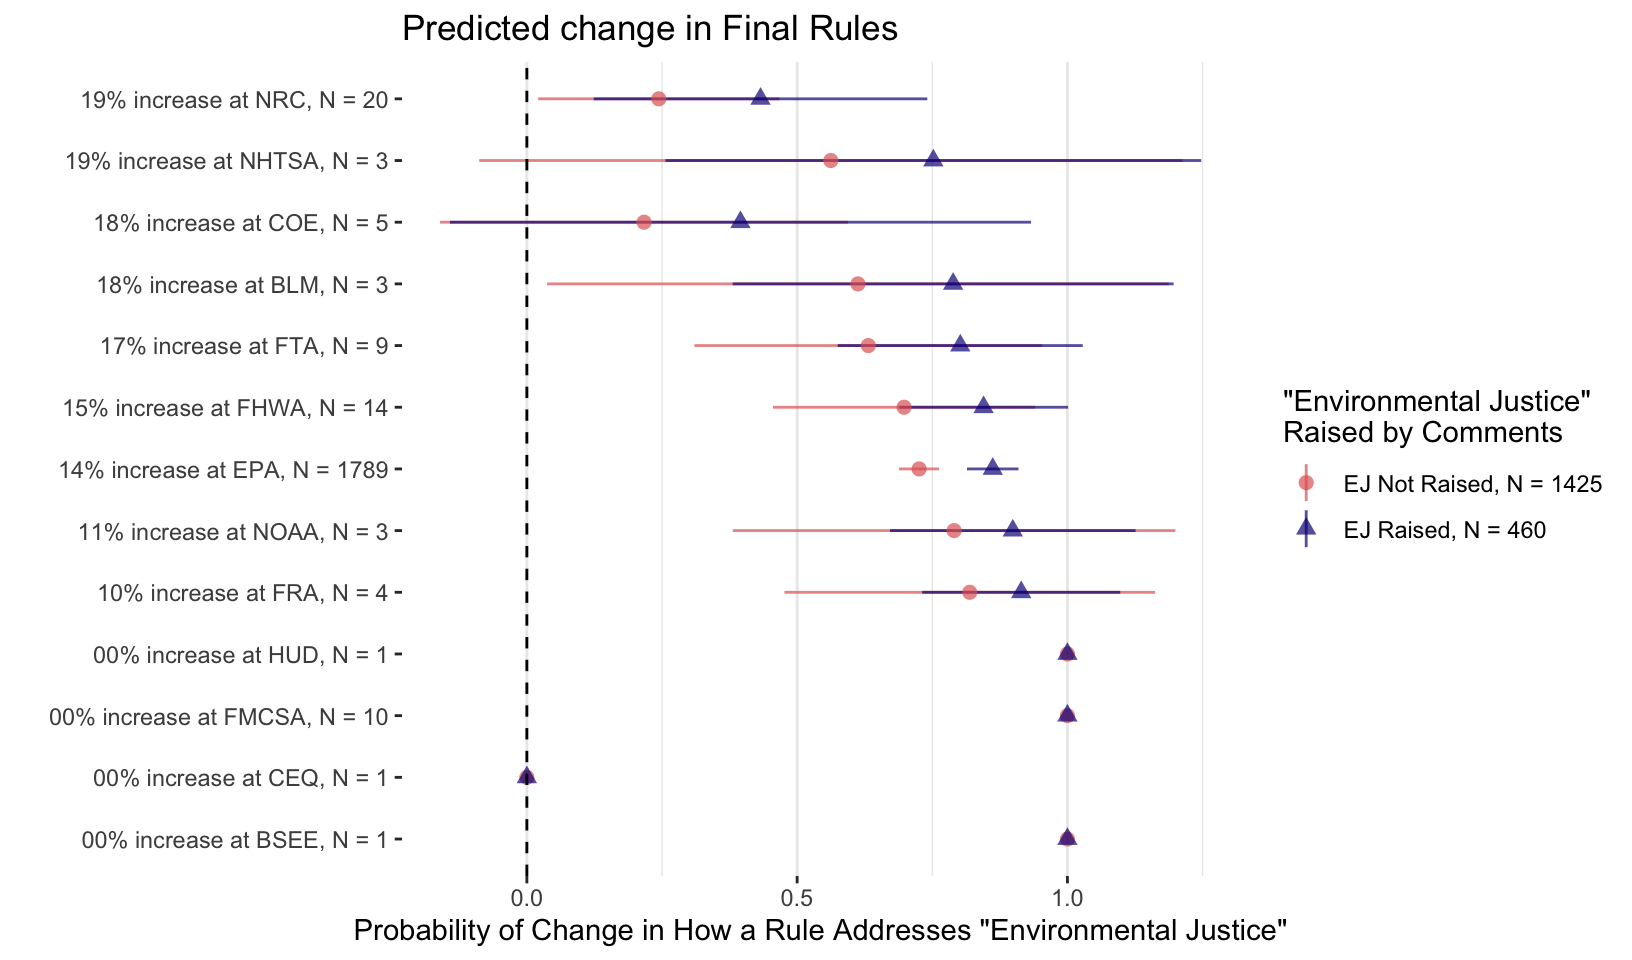 Predicted change in Final Rules
19% increase at NRC, N = 20
19% increase at NHTSA, N = 3
18% increase at COE, N = 5
18% increase at BLM, N = 3
17% increase at FTA, N = 9
15% increase at FHWA, N = 14
14% increase at EPA, N = 1789
11% increase at NOAA, N = 3
10% increase at FRA, N = 4
00% increase at HUD, N = 1
00% increase at FMCSA, N = 10
00% increase at CEQ, N = 1
00% increase at BSEE, N = 1
0.0 0.5 1.0
Probability of Change in How a Rule Addresses "Environmental Justice"
"Environmental Justice"
Raised by Comments
EJ Not Raised, N = 1425
EJ Raised, N = 460